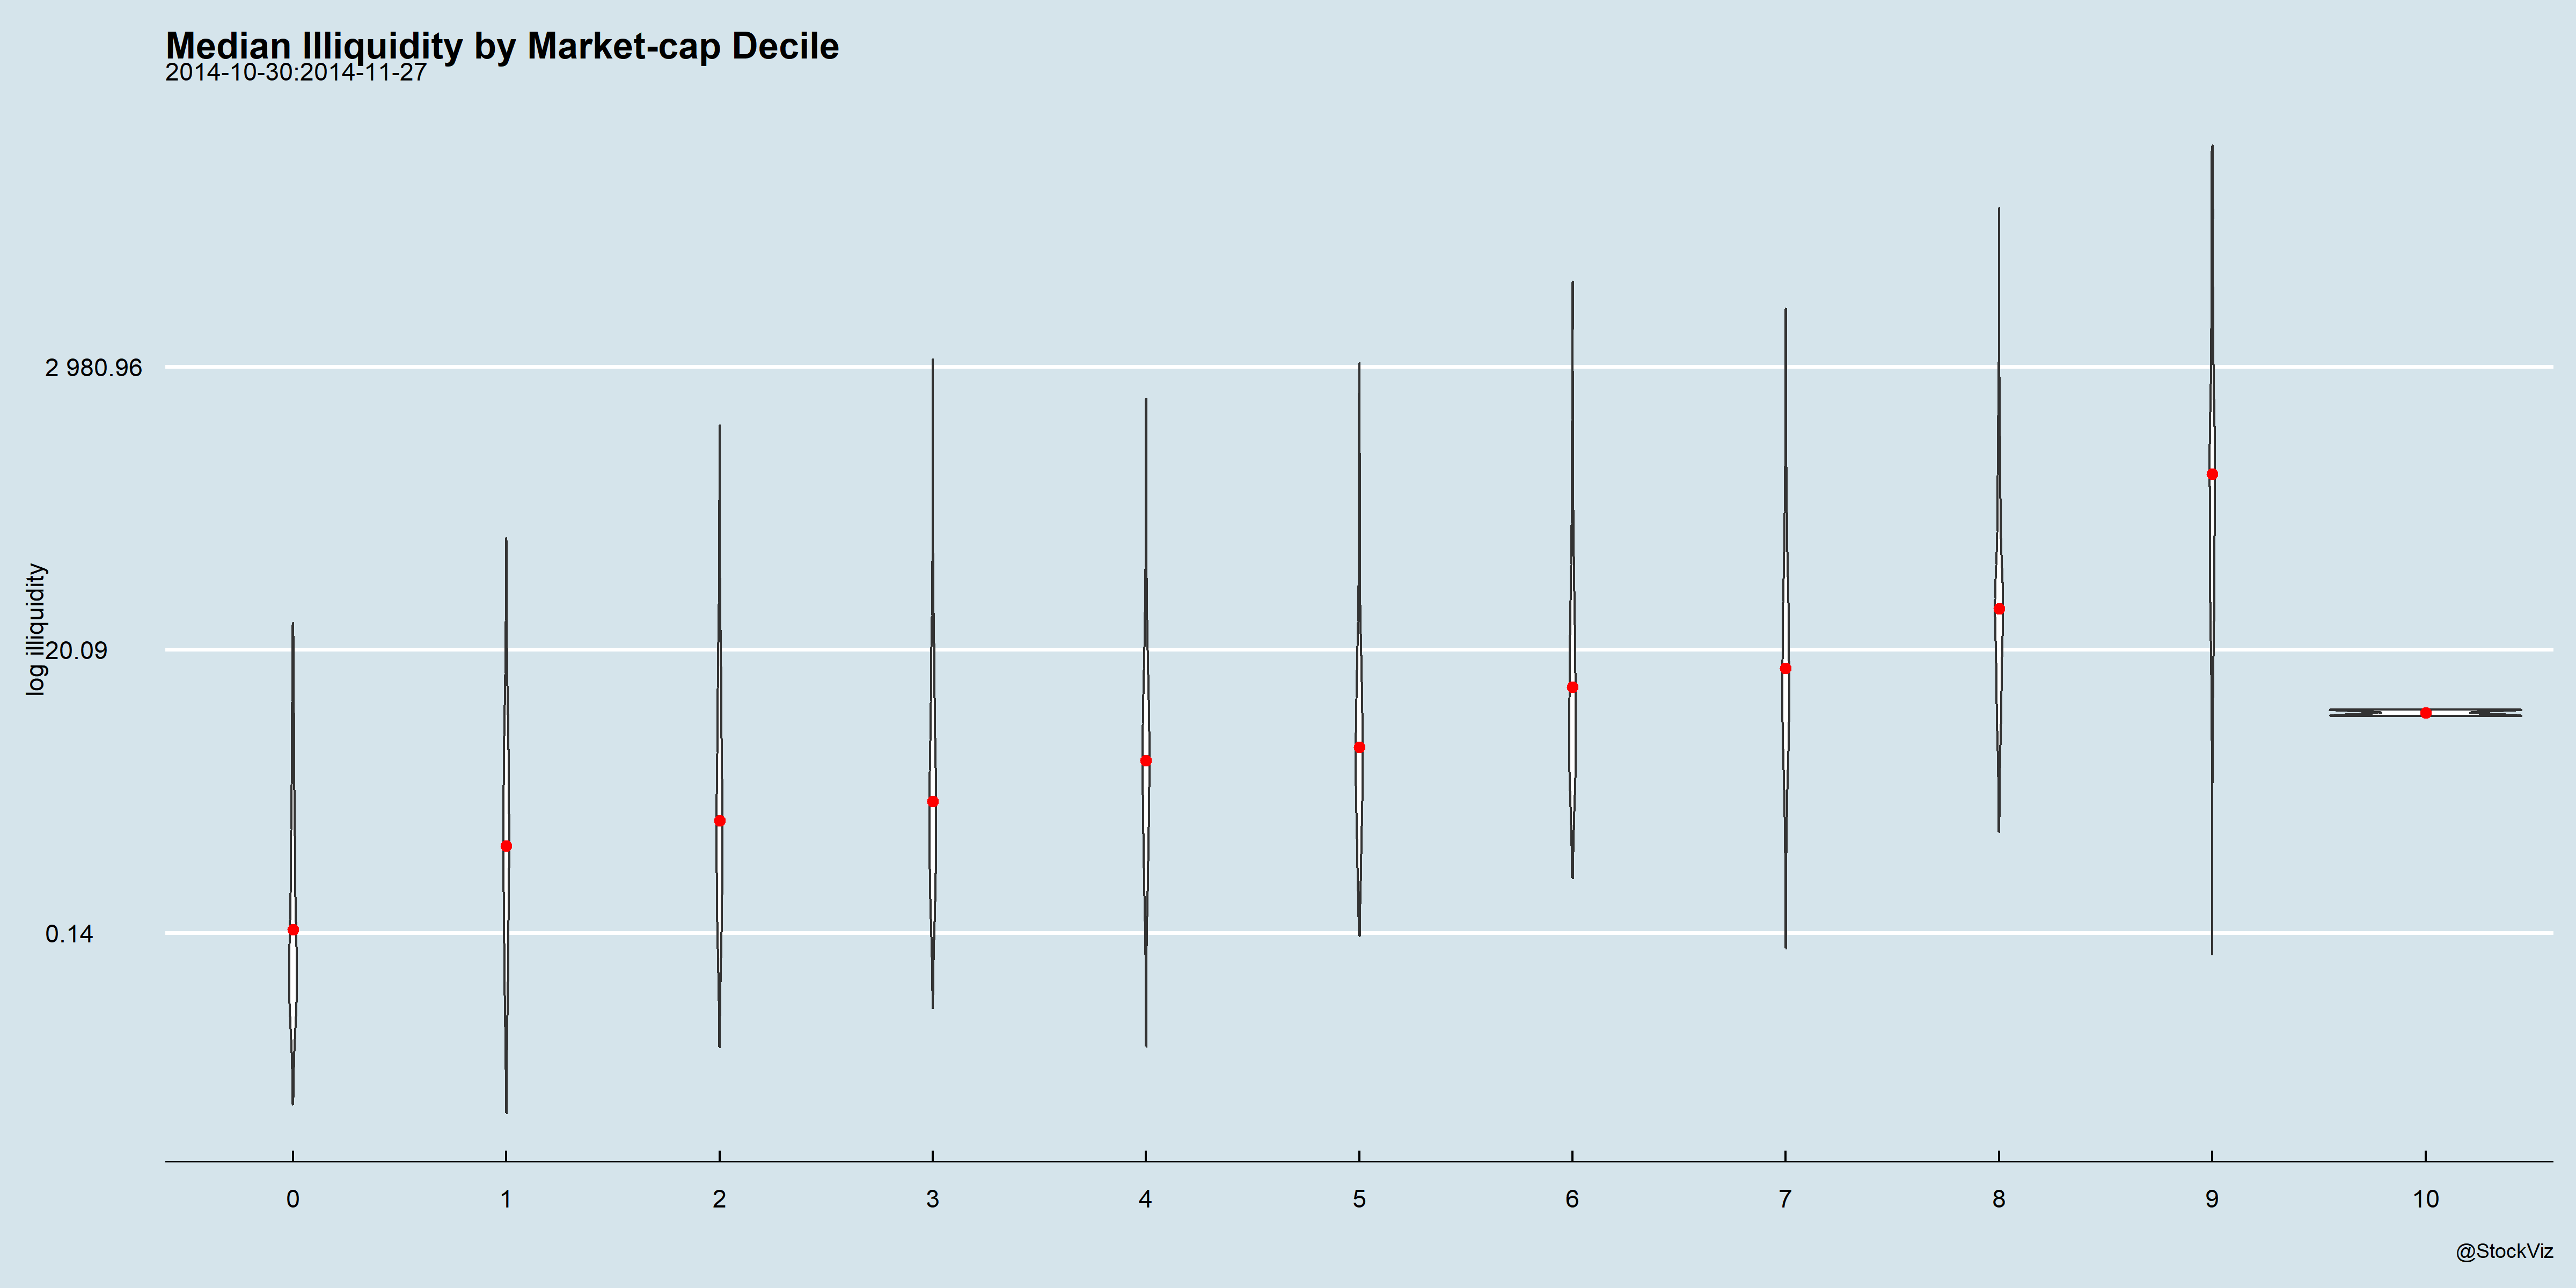 Median Illiquidity by Market-cap Decile
2014-10-30:2014-11-27
log illiquidity
2 980.96
20.09
0.14
0 1 2 3 4 5 6 7 8 9 10
@StockViz